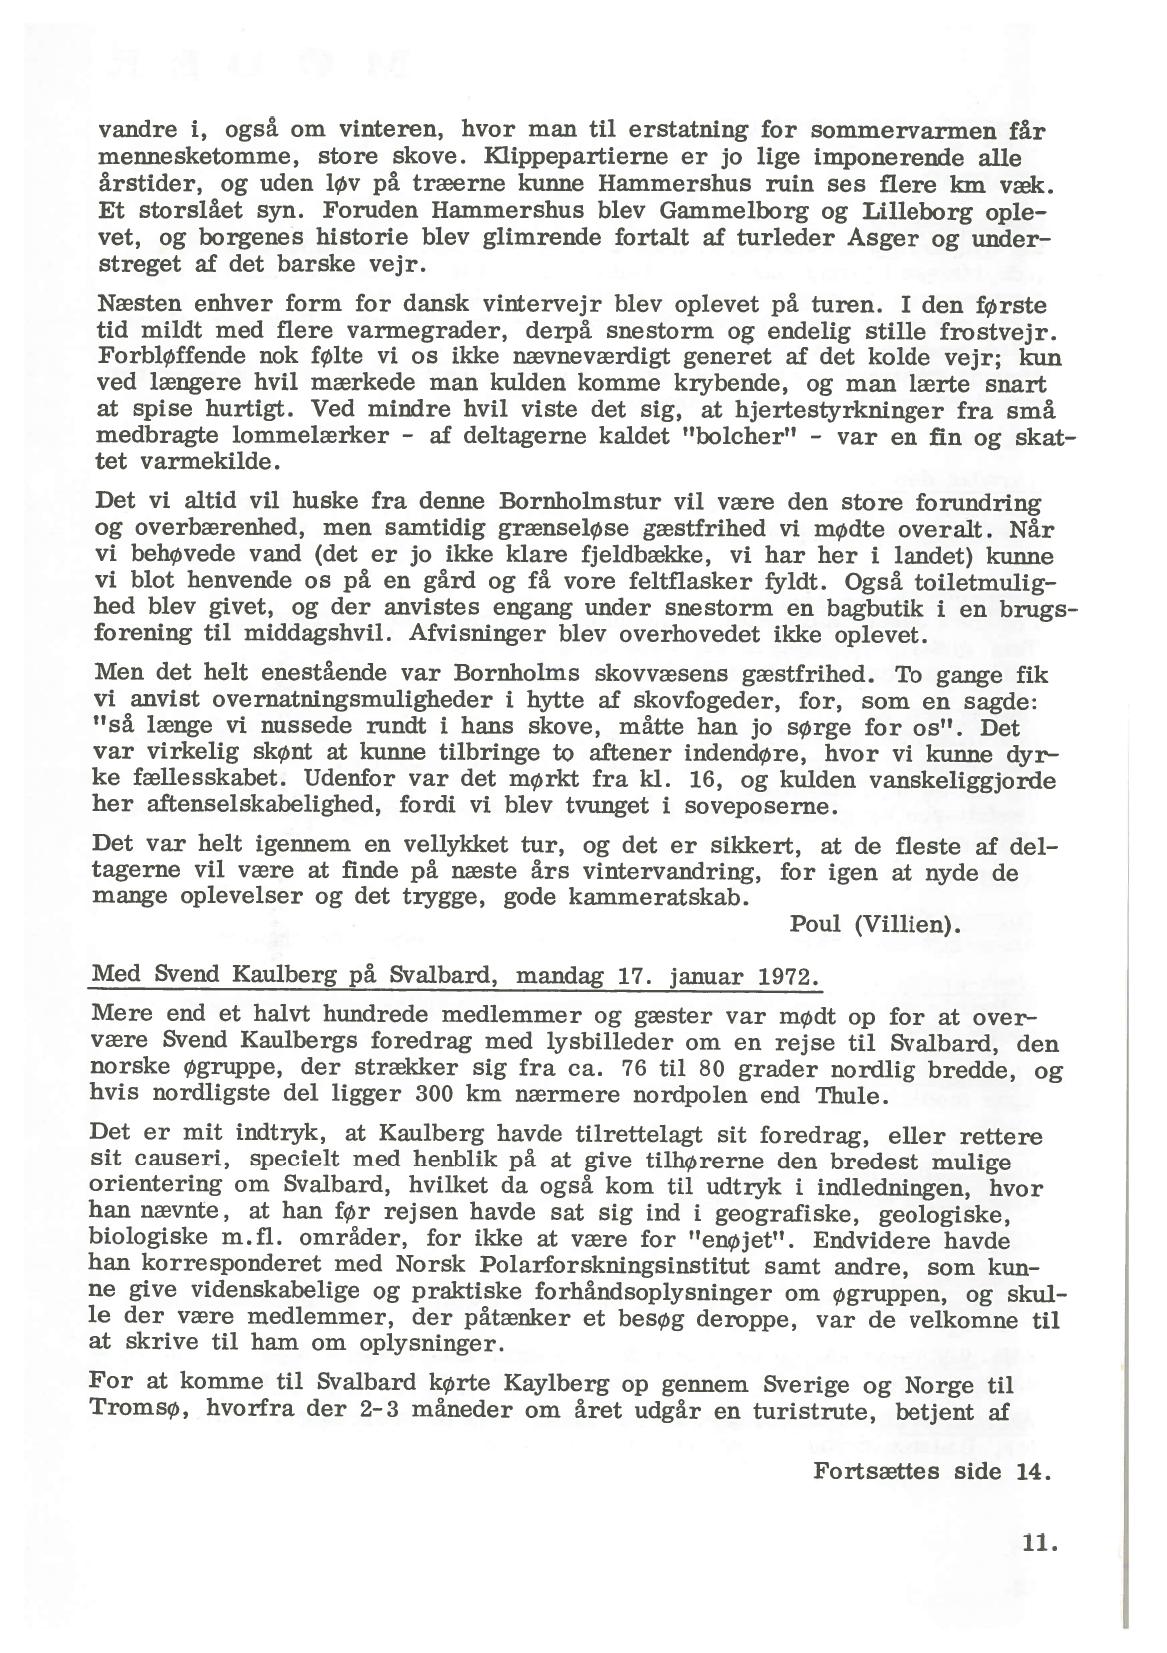 vandre i, også om vinteren, hvor man til erstatning for sommervarmen får
mennesketomme, store skove. Klippepartierne er jo lige imponerende alle
årstider, og uden løv på træerne kunne Hammershus ruin ses flere km væk.
Et storslået syn. Foruden Hammershus blev Gammelborg og Lilleborg ople-
vet, og borgenes historie blev glimrende fortalt af turleder Asger og under-
streget af det barske vejr.
Næsten enhver form for dansk vintervejr blev oplevet på turen. I den første
tid mildt med flere varmegrader, derpå snestorm og endelig stille frostvejr.
Forbløffende nok følte vi os ikke nævneværdigt generet af det kolde vejr; kun
ved længere hvil mærkede man kulden komme krybende, og man lærte snart
at spise hurtigt. Ved mindre hvil viste det sig, at hjertestyrkninger fra små
medbragte lommelærker - af deltagerne kaldet "bolcher" - var en fin og skat-
tet varmekilde.
Det vi altid vil huske fra denne Bornholmstur vil være den store forundring
og overbærenhed, men samtidig grænseløse gæstfrihed vi mødte overalt. Når
vi behøvede vand (det er jo ikke klare fjeldbække, vi har her i landet) kunne
vi blot henvende os på en gård og få vore feltflasker fyldt. Også toiletmulig-
hed blev givet, og der anvistes engang under snestorm en bagbutik i en brugs-
forening til middagshvil. Afvisninger blev overhovedet ikke oplevet.
Men det helt enestående var Bornholms skovvæsens gæstfrihed. To gange fik
vi anvist overnatningsmuligheder i hytte af skovfogeder, for, som en sagde:
"så længe vi nussede rundt i hans skove, måtte han jo sørge for os". Det
var virkelig skønt at kunne tilbringe to aftener indendøre, hvor vi kunne dyr-
ke fællesskabet. Udenfor var det mørkt fra kl. 16, og kulden vanskeliggjorde
her aftenselskabelighed, fordi vi blev tvunget i soveposerne.
Det var helt igennem en vellykket tur, og det er sikkert, at de fleste af del-
tagerne vil være at finde på næste års vintervandring, for igen at nyde de
mange oplevelser og det trygge, gode kammeratskab.
Poul (Villien).
Med Svend Kaulberg på Svalbard, mandag 17. januar 1972.
Mere end et halvt hundrede medlemmer og gæster var mødt op for at over-
være Svend Kaulbergs foredrag med lysbilleder om en rejse til Svalbard, den
norske øgruppe, der strækker sig fra ca. 76 til 80 grader nordlig bredde, og
hvis nordligste del ligger 300 km nærmere nordpolen end Thule.
Det er mit indtryk, at Kaulberg havde tilrettelagt sit foredrag, eller rettere
sit causeri, specielt med henblik på at give tilhørerne den bredest mulige
orientering om Svalbard, hvilket da også kom til udtryk i indledningen, hvor
han nævnte, at han før rejsen havde sat sig ind i geografiske, geologiske,
biologiske m.fl. områder, for ikke at være for "enøjet". Endvidere havde
han korresponderet med Norsk Polarforskningsinstitut samt andre, som kun-
ne give videnskabelige og praktiske forhåndsoplysninger om øgruppen, og skul-
le der være medlemmer, der påtænker et besøg deroppe, var de velkomne til
at skrive til ham om oplysninger.
For at komme til Svalbard kørte Kaylberg op gennem Sverige og Norge til
Tromsø, hvorfra der 2-3 måneder om året udgår en turistrute, betjent af
Fortsættes side 14.
11.